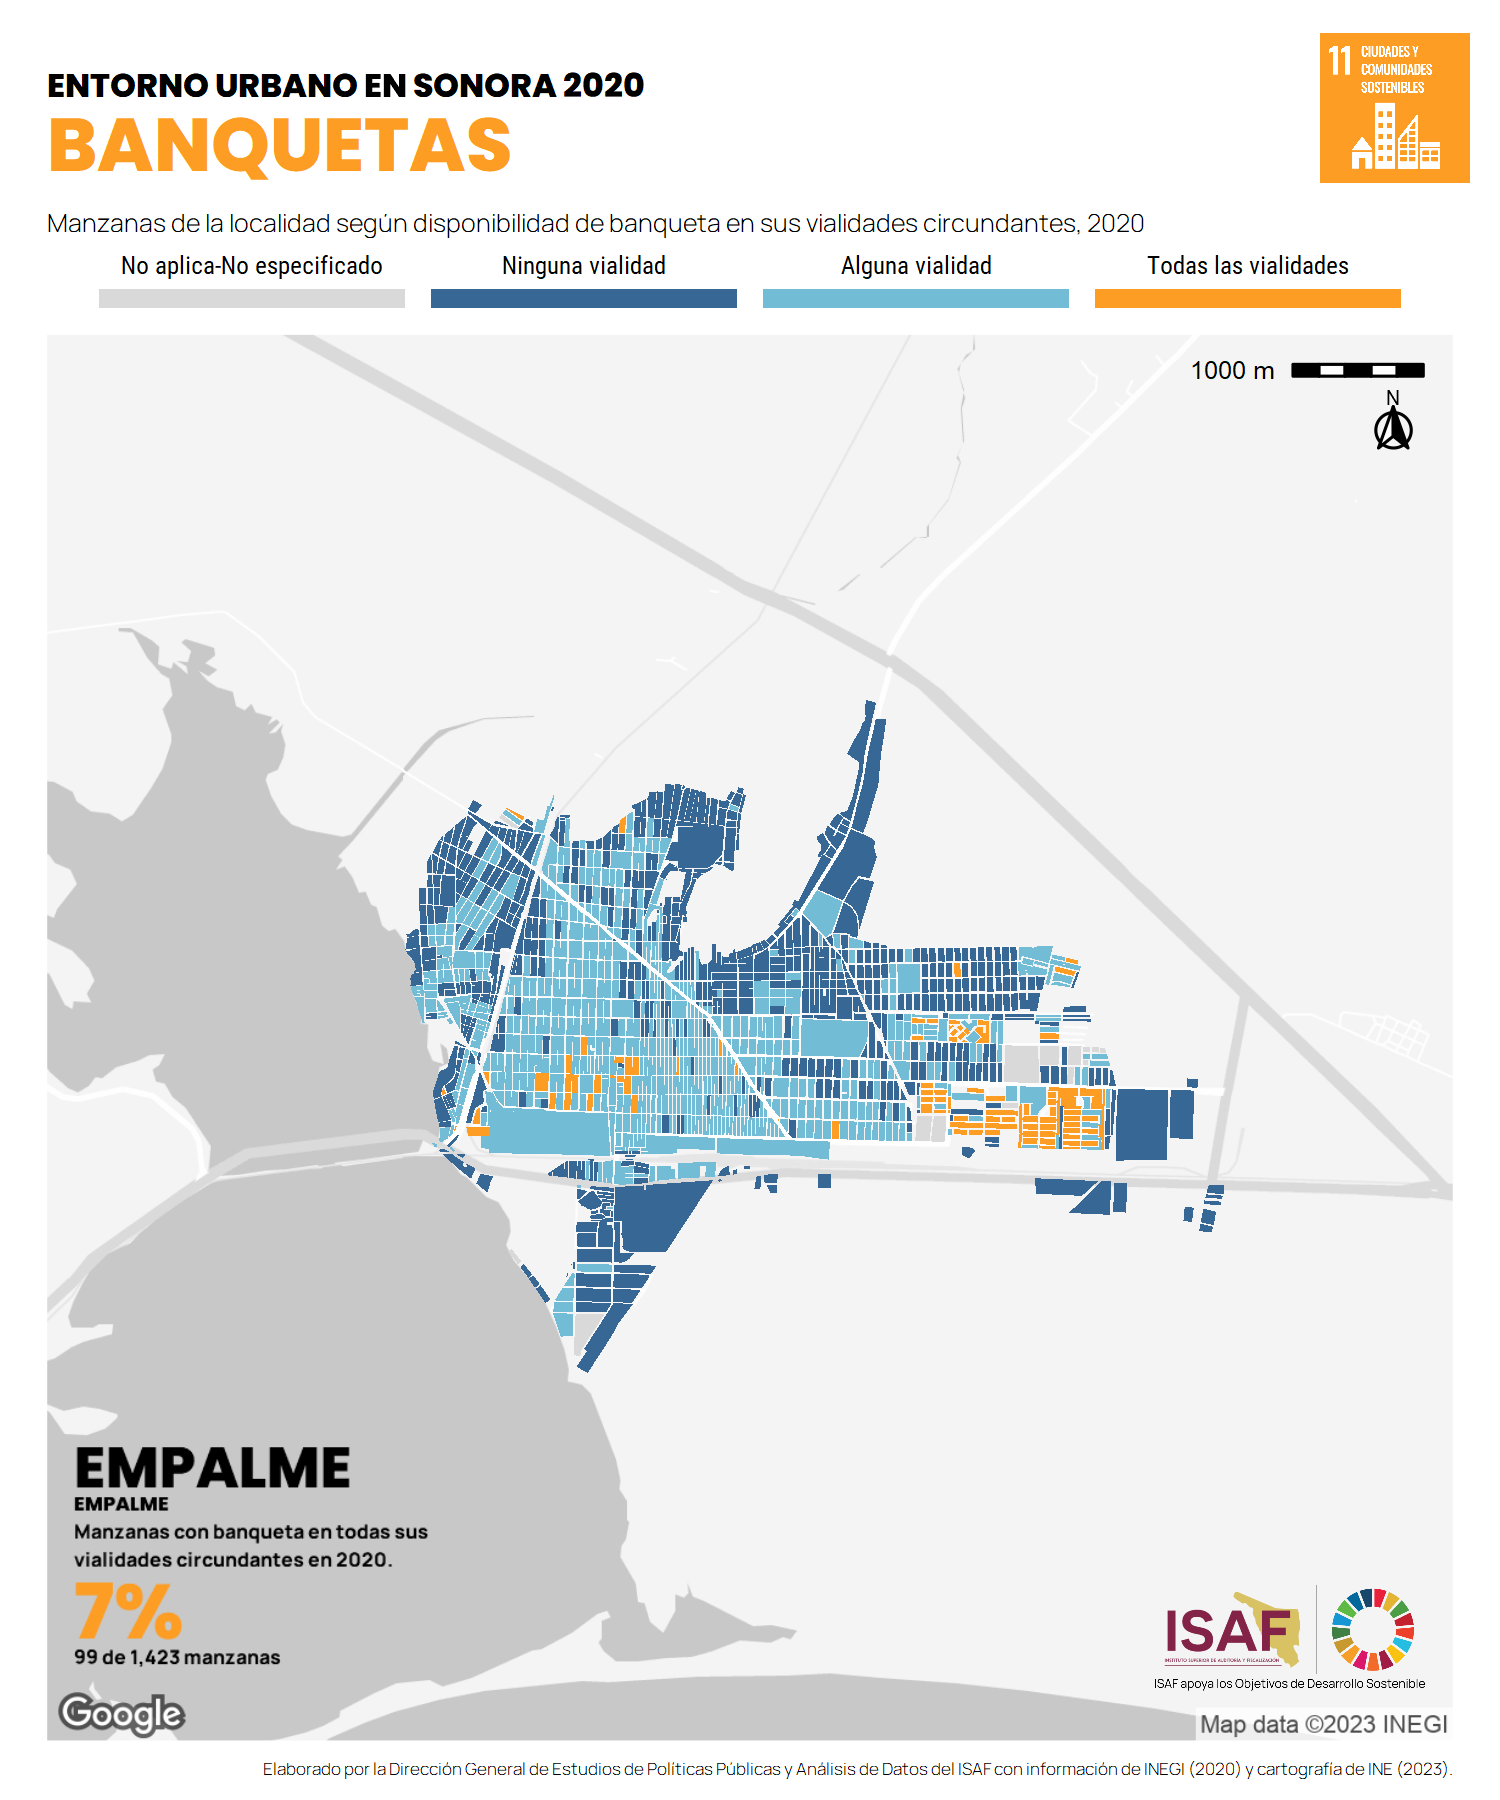 ENTORNO URBANO EN SONORA 2020
BANQUETAS
11 CIUDADES Y
COMUNIDADES
SOSTENIBLES
Manzanas de la localidad según disponibilidad de banqueta en sus vialidades circundantes, 2020
No aplica-No especificado Ninguna vialidad Alguna vialidad Todas las vialidades
1000 m
N
EMPALME
EMPALME
Manzanas con banqueta en todas sus
vialidades circundantes en 2020.
7%
99 de 1,423 manzanas
ISAF
INSTITUTO SUPERIOR DE AUDITORÍA Y FISCALIZACIÓN
ISAF apoya los Objetivos de Desarrollo Sostenible
Google
Map data ©2023 INEGI
Elaborado por la Dirección General de Estudios de Políticas Públicas y Análisis de Datos del ISAF con información de INEGI (2020) y cartografía de INE (2023).